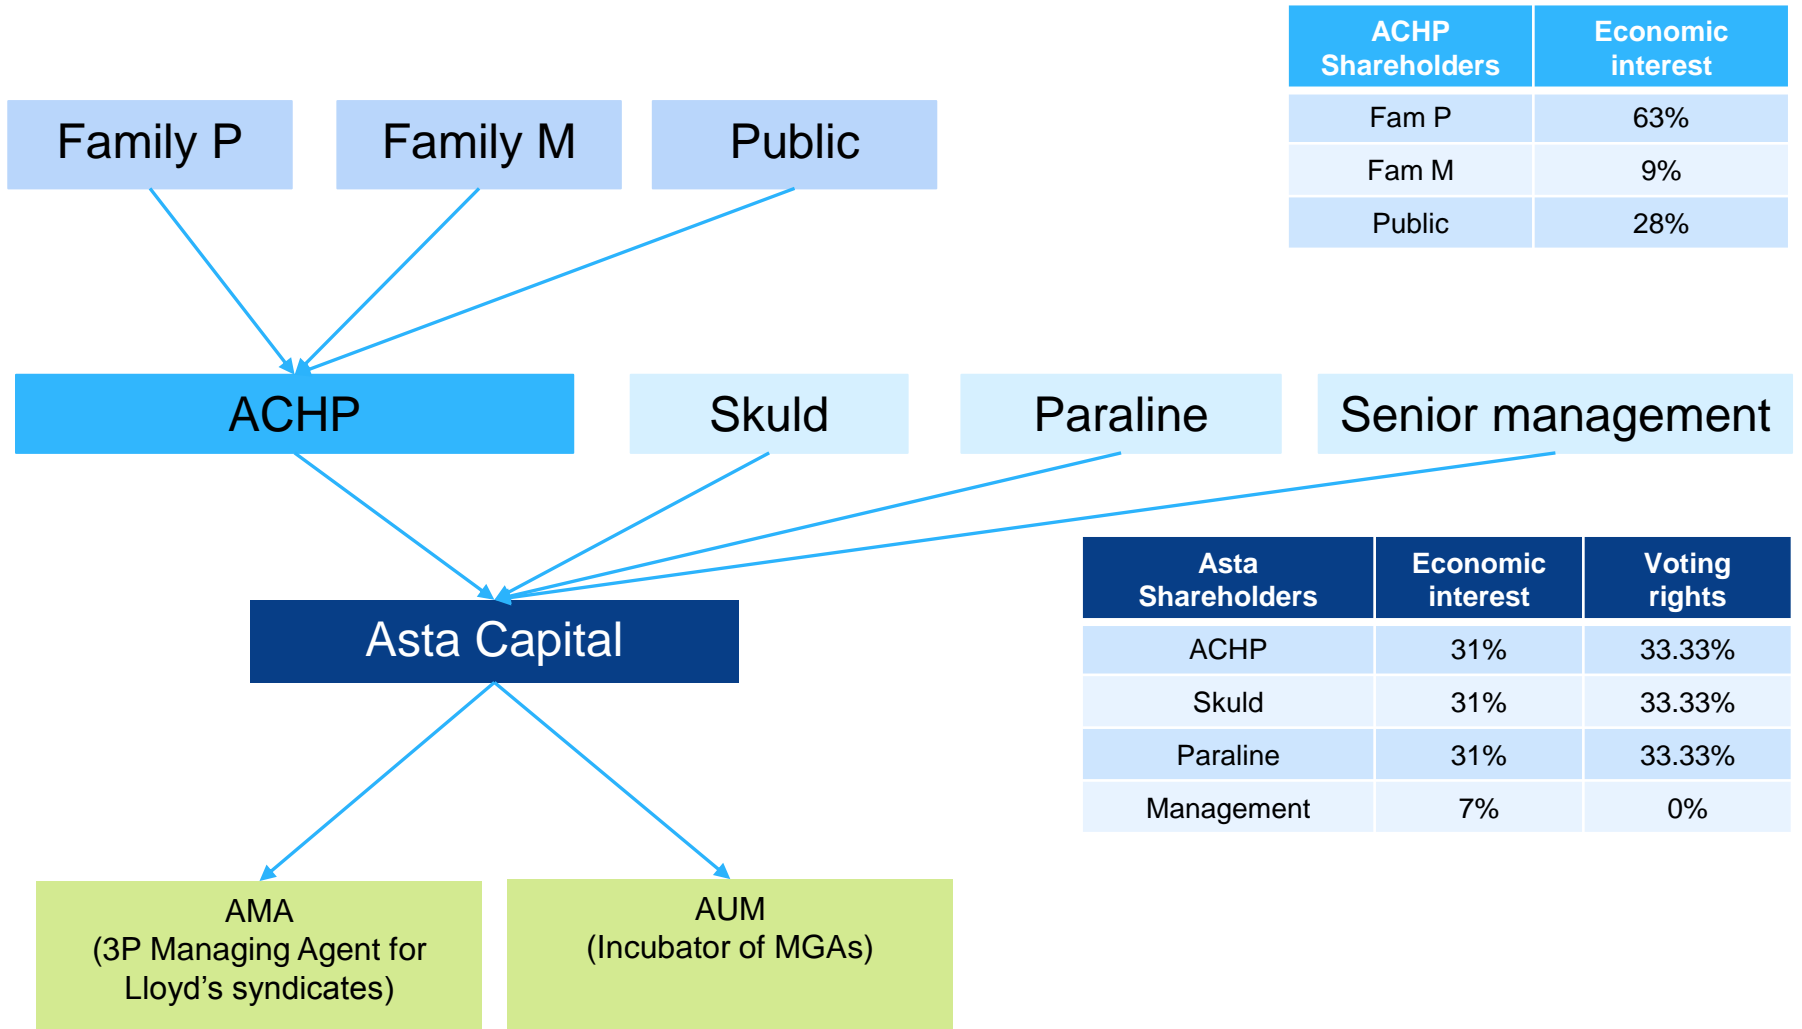 ACHP Shareholders
Economic interest
Fam P 63%
Fam M 9%
Public 28%
Family P
Family M
Public
ACHP
Skuld
Paraline
Senior management
Asta Shareholders
Economic interest
Voting rights
ACHP 31% 33.33%
Skuld 31% 33.33%
Paraline 31% 33.33%
Management 7% 0%
Asta Capital
AMA
(3P Managing Agent for
Lloyd’s syndicates)
AUM
(Incubator of MGAs)